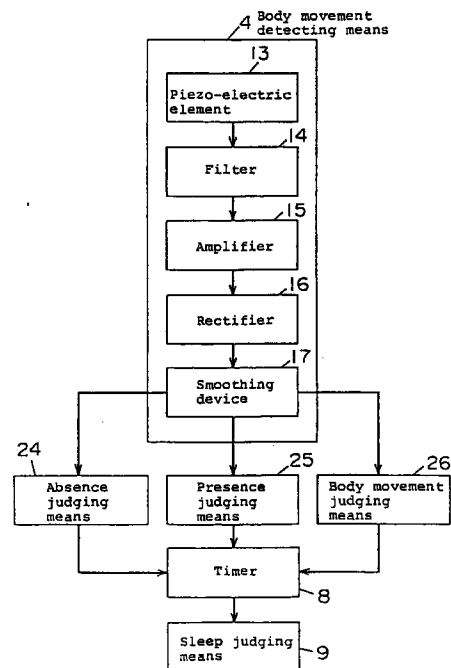 4 Body movement
detecting means
13
Piezo-electric
element
14
Filter
15
Amplifier
16
Rectifier
17
Smoothing
device
24
Absence
judging
means
25
Presence
judging
means
26
Body movement
judging
means
Timer
8
Sleep judging
means
9